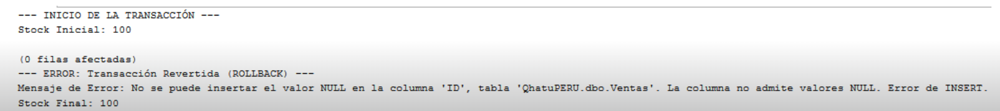 --- INICIO DE LA TRANSACCIÓN ---
Stock Inicial: 100
(0 filas afectadas)
--- ERROR: Transacción Revertida (ROLLBACK) ---
Mensaje de Error: No se puede insertar el valor NULL en la columna 'ID', tabla 'QhatuPERU.dbo.Ventas'. La columna no admite valores NULL. Error de INSERT.
Stock Final: 100